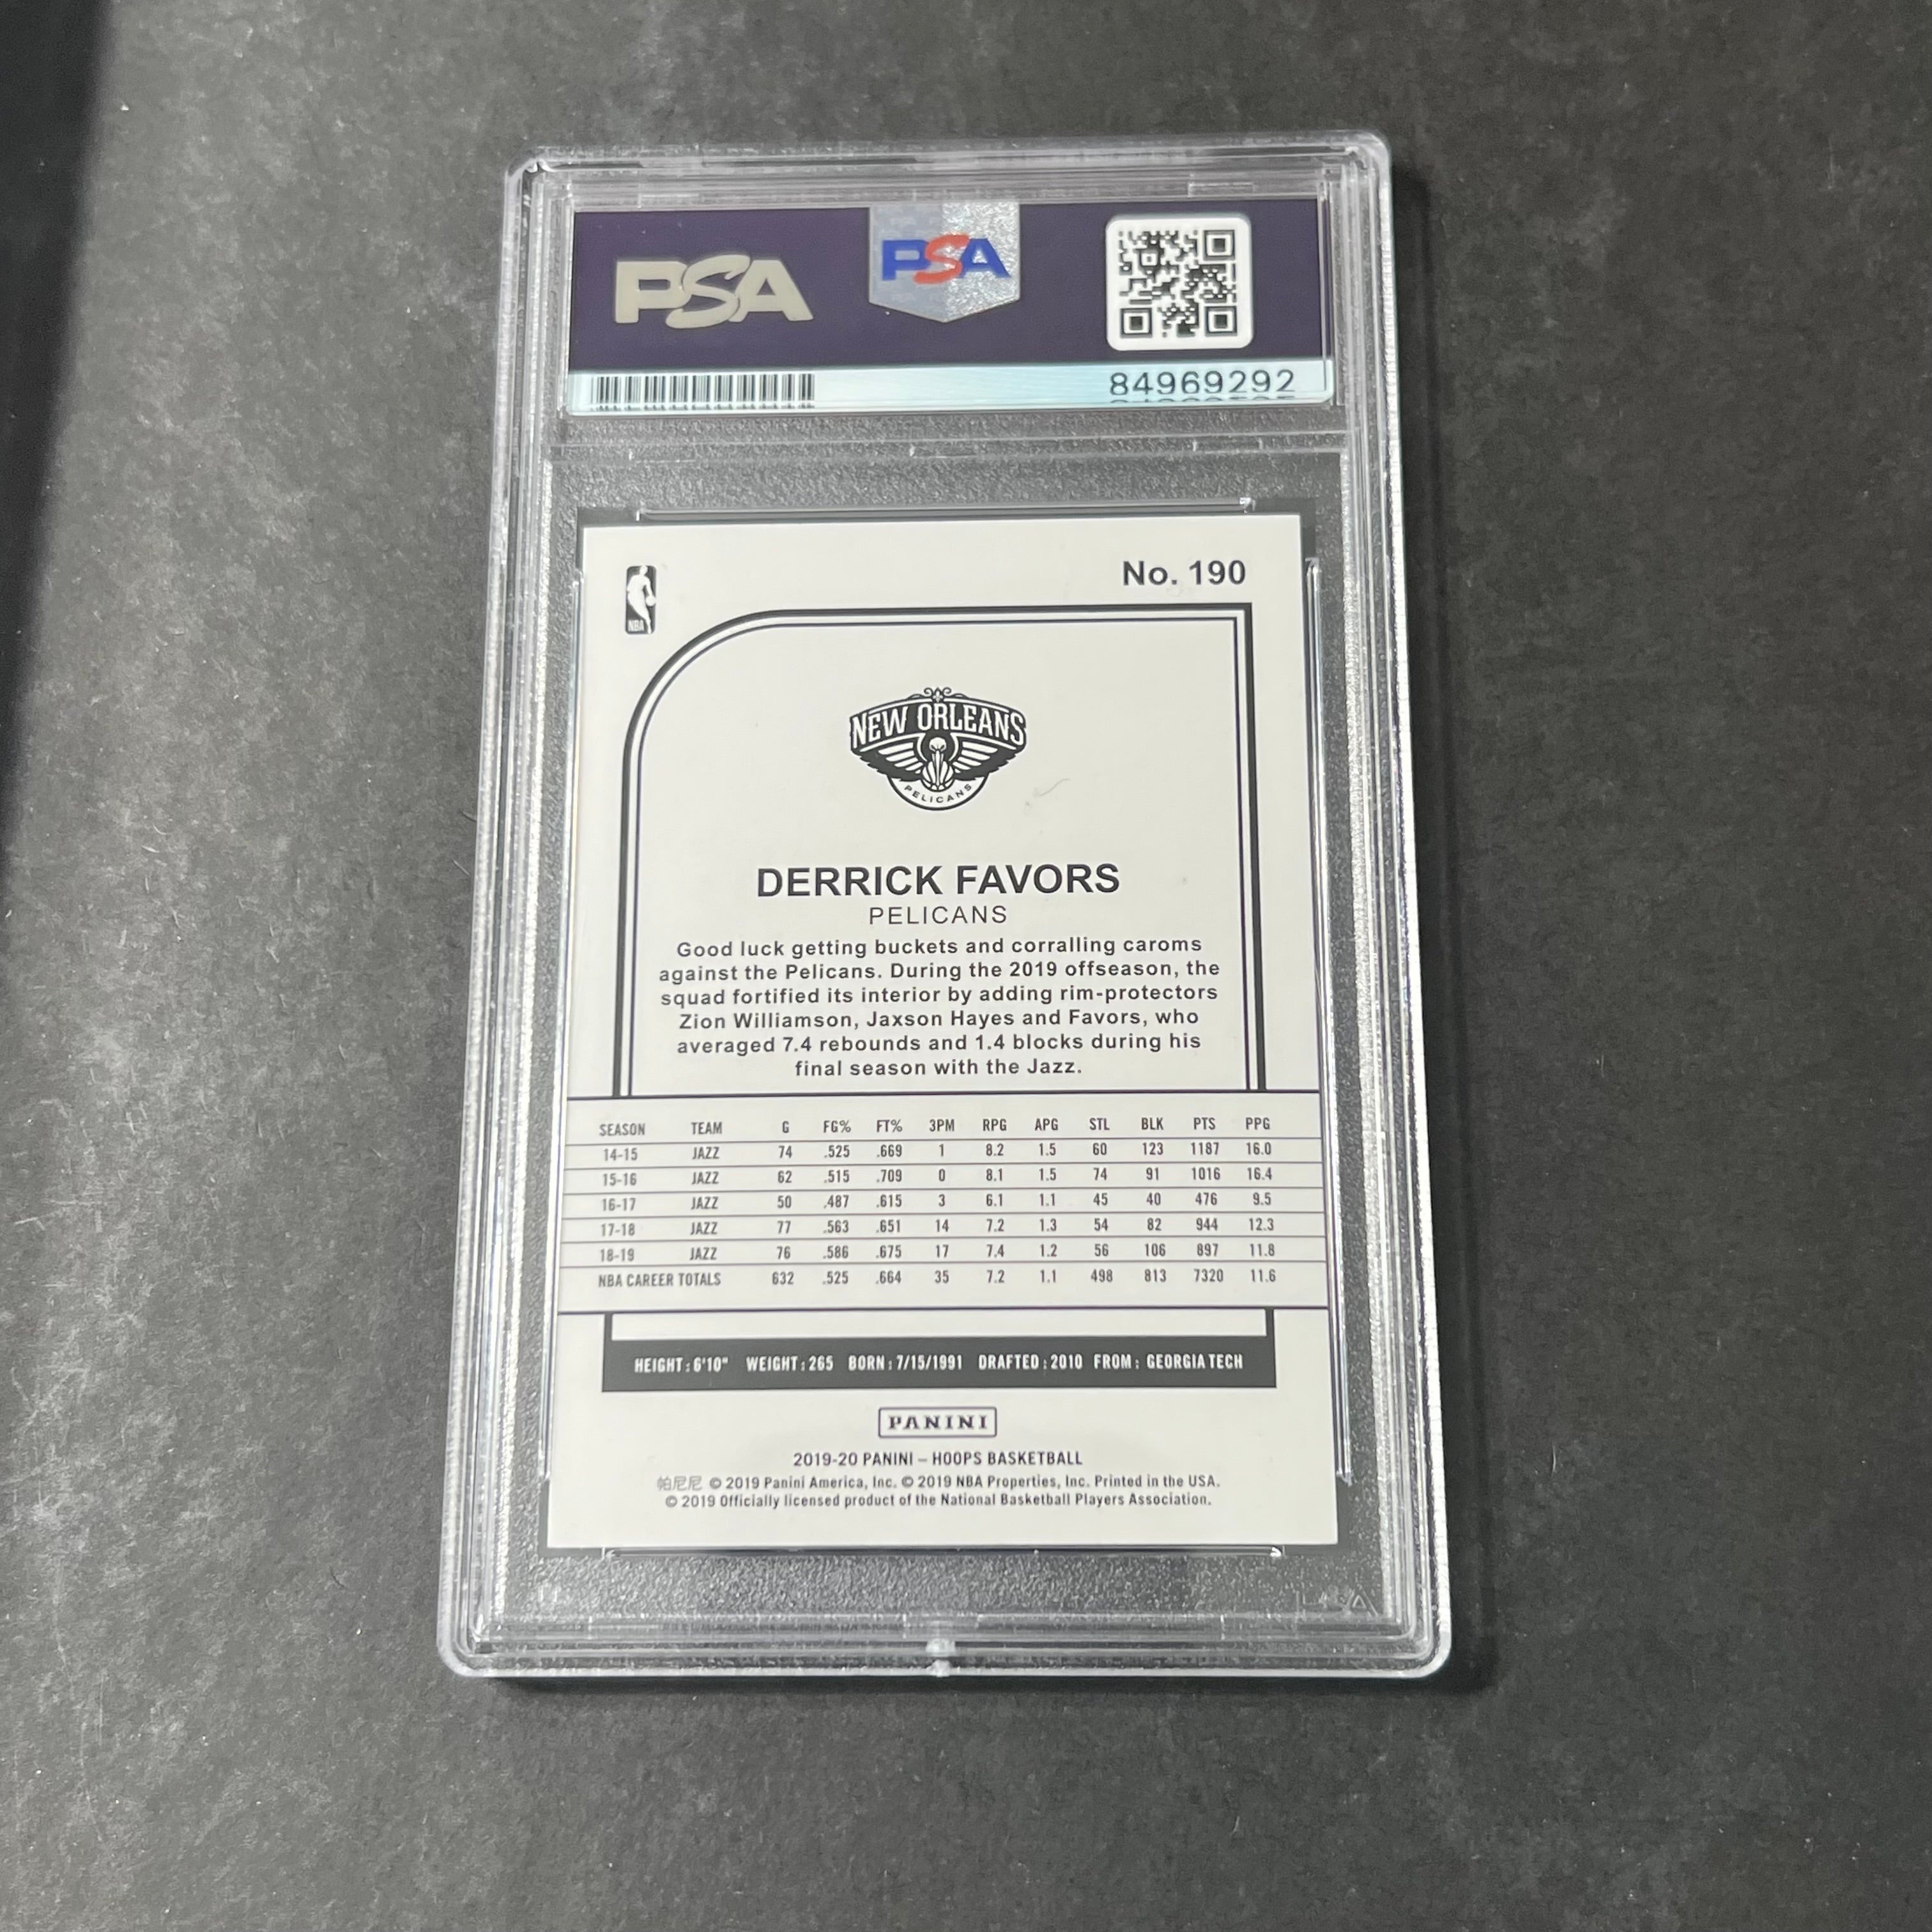 PSA
PSA
84969292
NBA
No. 190
NEW ORLEANS
PELICANS
DERRICK FAVORS
PELICANS
Good luck getting buckets and corralling caroms
against the Pelicans. During the 2019 offseason, the
squad fortified its interior by adding rim-protectors
Zion Williamson, Jaxson Hayes and Favors, who
averaged 7.4 rebounds and 1.4 blocks during his
final season with the Jazz.
SEASON TEAM G FG% FT% 3PM RPG APG STL BLK PTS PPG
14-15 JAZZ 74 .525 .669 1 8.2 1.5 60 123 1187 16.0
15-16 JAZZ 62 .515 .709 0 8.1 1.5 74 91 1016 16.4
16-17 JAZZ 50 .487 .615 3 6.1 1.1 45 40 476 9.5
17-18 JAZZ 77 .563 .651 14 7.2 1.3 54 82 944 12.3
18-19 JAZZ 76 .586 .675 17 7.4 1.2 56 106 897 11.8
NBA CAREER TOTALS 632 .525 .664 35 7.2 1.1 498 813 7320 11.6
HEIGHT: 6'10" WEIGHT: 265 BORN: 7/15/1991 DRAFTED: 2010 FROM: GEORGIA TECH
PANINI
2019-20 PANINI – HOOPS BASKETBALL
帕尼尼 © 2019 Panini America, Inc. © 2019 NBA Properties, Inc. Printed in the USA.
© 2019 Officially licensed product of the National Basketball Players Association.
PSA